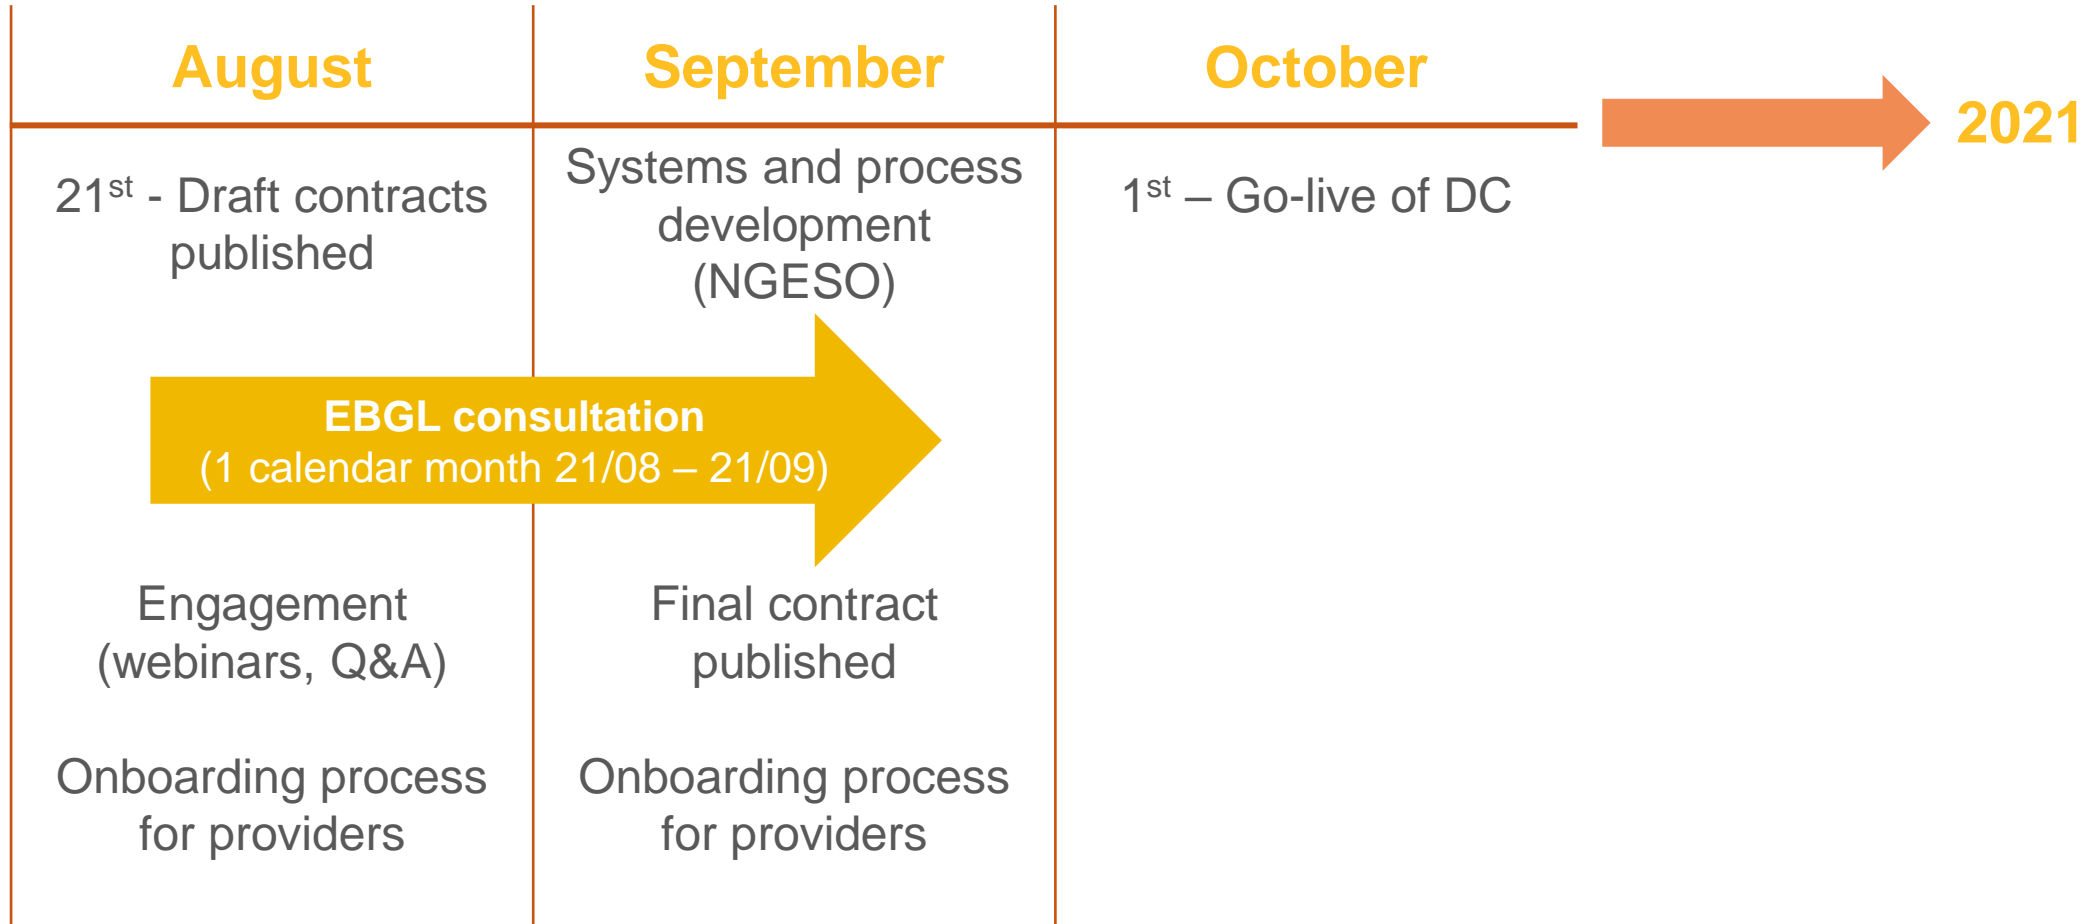 August
September
October
2021
21st - Draft contracts
published
Systems and process
development
(NGESO)
1st – Go-live of DC
EBGL consultation
(1 calendar month 21/08 – 21/09)
Engagement
(webinars, Q&A)
Final contract
published
Onboarding process
for providers
Onboarding process
for providers